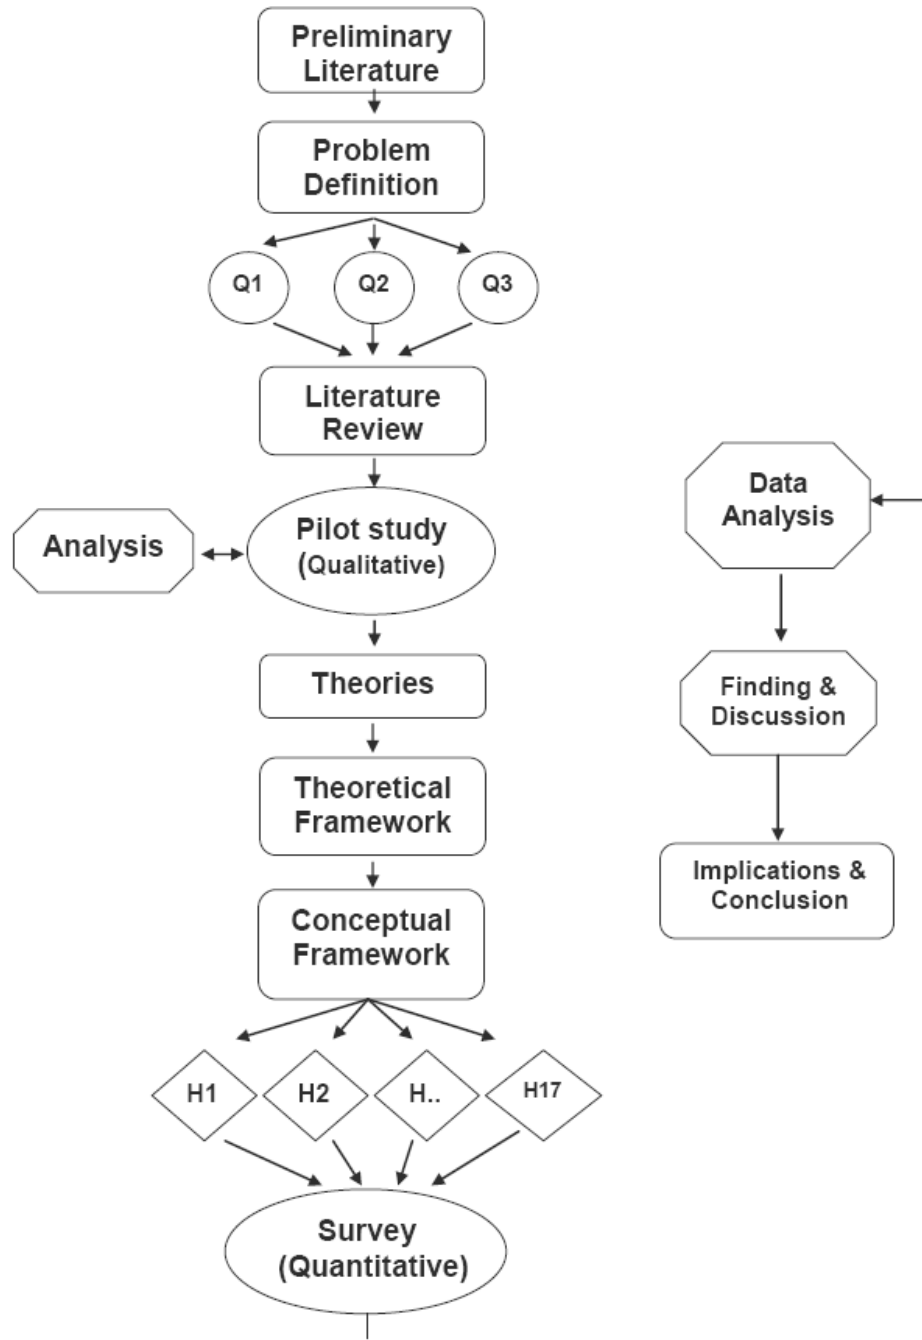 Preliminary
Literature
Problem
Definition
Q1
Q2
Q3
Literature
Review
Analysis
Pilot study
(Qualitative)
Theories
Theoretical
Framework
Conceptual
Framework
H1
H2
H..
H17
Survey
(Quantitative)
Data
Analysis
Finding &
Discussion
Implications &
Conclusion